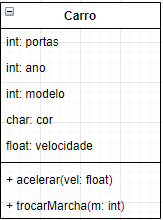 Carro
int: portas
int: ano
int: modelo
char: cor
float: velocidade
+ acelerar(vel: float)
+ trocarMarcha(m: int)